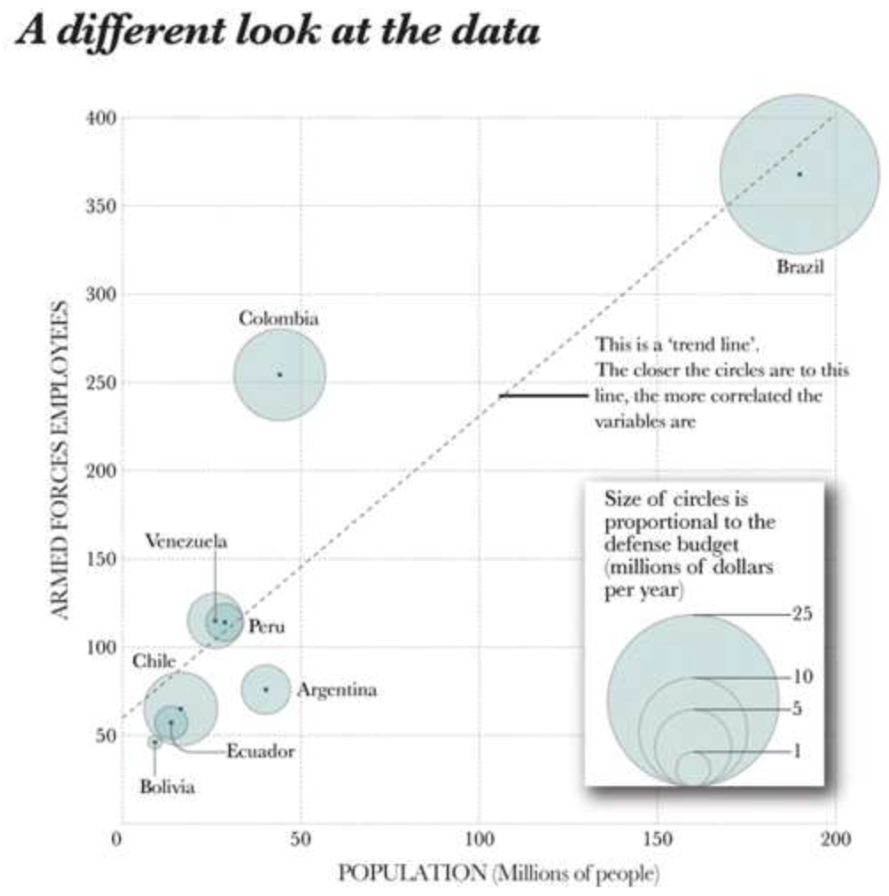 A different look at the data
400
350
300
250
200
150
100
50
0
50
100
150
200
ARMED FORCES EMPLOYEES
POPULATION (Millions of people)
Brazil
Colombia
Venezuela
Peru
Chile
Argentina
Ecuador
Bolivia
This is a ‘trend line’.
The closer the circles are to this
line, the more correlated the
variables are
Size of circles is
proportional to the
defense budget
(millions of dollars
per year)
25
10
5
1